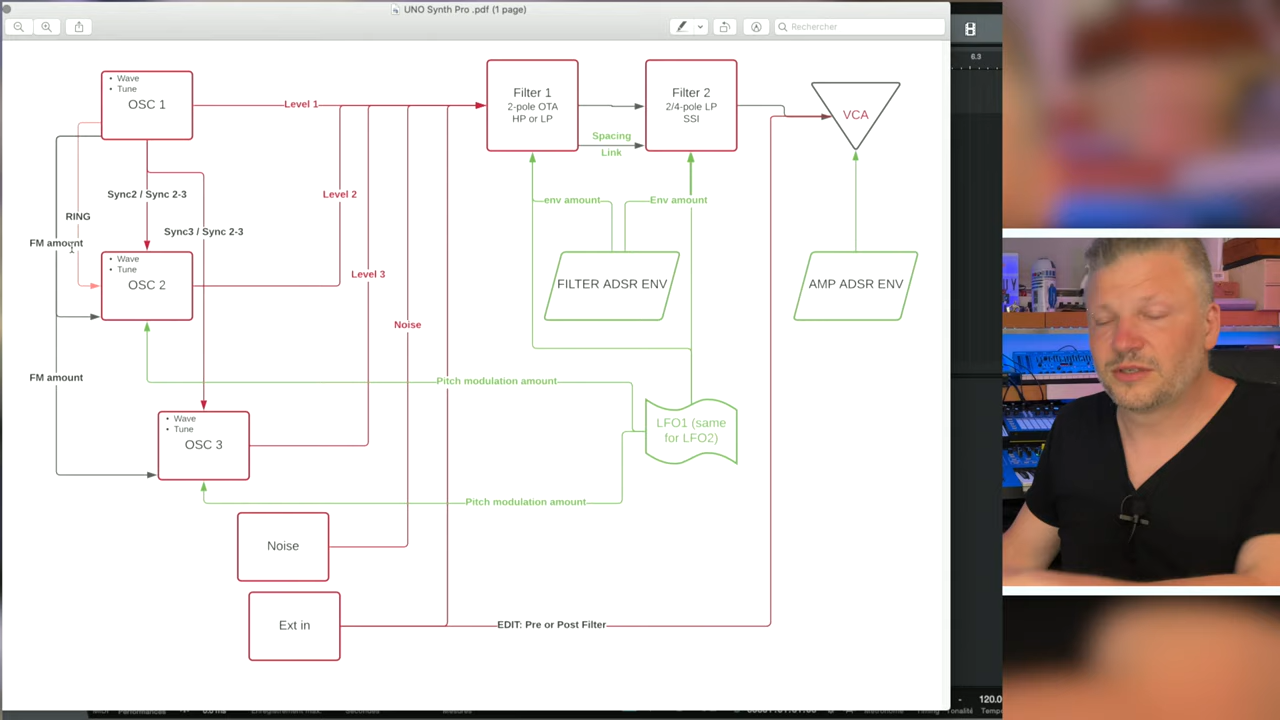 UNO Synth Pro .pdf (1 page)
Rechercher
6.3
• Wave
• Tune
OSC 1
Level 1
Filter 1
2-pole OTA
HP or LP
Filter 2
2/4-pole LP
SSI
VCA
Spacing
Link
Sync2 / Sync 2-3
Level 2
env amount
Env amount
RING
Sync3 / Sync 2-3
FM amount
• Wave
• Tune
OSC 2
Level 3
FILTER ADSR ENV
AMP ADSR ENV
Noise
FM amount
Pitch modulation amount
• Wave
• Tune
OSC 3
LFO1 (same
for LFO2)
Pitch modulation amount
Noise
Ext in
EDIT: Pre or Post Filter
120.0